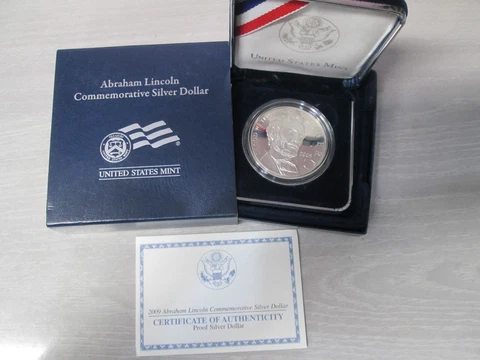 Abraham Lincoln
Commemorative Silver Dollar
UNITED STATES MINT
UNITED STATES MINT
2009 Abraham Lincoln Commemorative Silver Dollar
CERTIFICATE OF AUTHENTICITY
Proof Silver Dollar